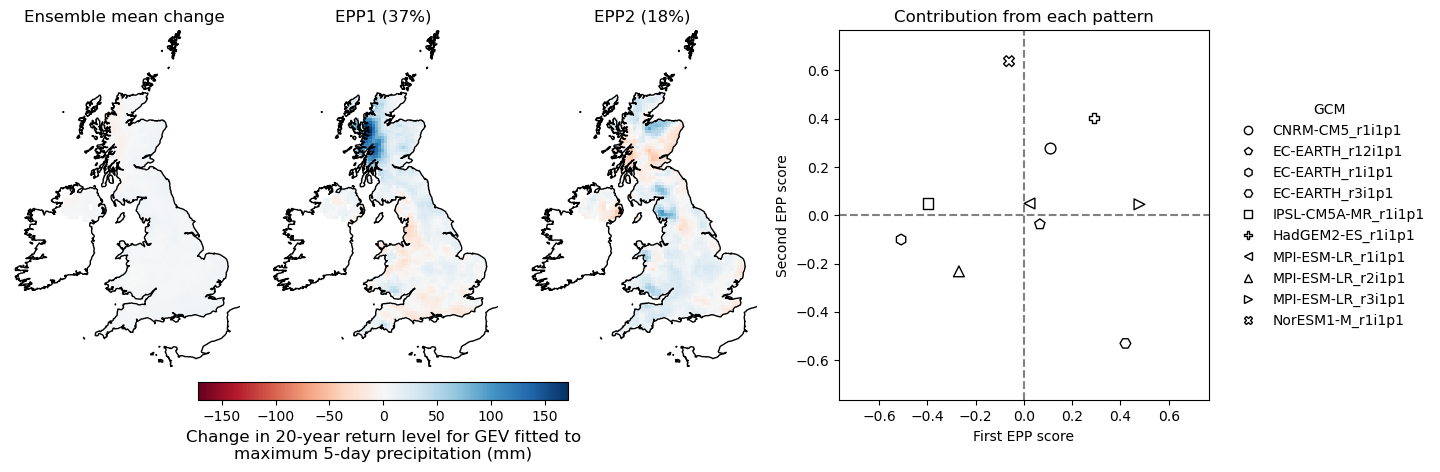 Ensemble mean change
EPP1 (37%)
EPP2 (18%)
Contribution from each pattern
−150 −100 −50 0 50 100 150
Change in 20-year return level for GEV fitted to
maximum 5-day precipitation (mm)
Second EPP score
0.6
0.4
0.2
0.0
−0.2
−0.4
−0.6
−0.6 −0.4 −0.2 0.0 0.2 0.4 0.6
First EPP score
GCM
CNRM-CM5_r1i1p1
EC-EARTH_r12i1p1
EC-EARTH_r1i1p1
EC-EARTH_r3i1p1
IPSL-CM5A-MR_r1i1p1
HadGEM2-ES_r1i1p1
MPI-ESM-LR_r1i1p1
MPI-ESM-LR_r2i1p1
MPI-ESM-LR_r3i1p1
NorESM1-M_r1i1p1